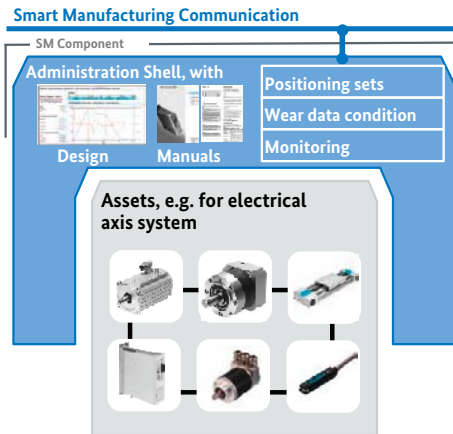 Smart Manufacturing Communication
SM Component
Administration Shell, with
Design
Manuals
Positioning sets
Wear data condition
Monitoring
Assets, e.g. for electrical
axis system